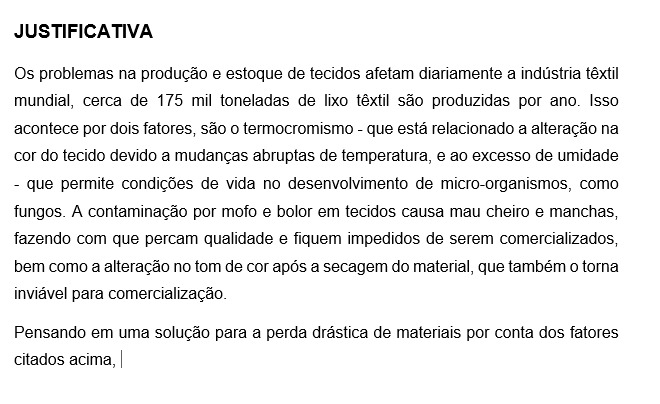 JUSTIFICATIVA
Os problemas na produção e estoque de tecidos afetam diariamente a indústria têxtil
mundial, cerca de 175 mil toneladas de lixo têxtil são produzidas por ano. Isso
acontece por dois fatores, são o termocromismo - que está relacionado a alteração na
cor do tecido devido a mudanças abruptas de temperatura, e ao excesso de umidade
- que permite condições de vida no desenvolvimento de micro-organismos, como
fungos. A contaminação por mofo e bolor em tecidos causa mau cheiro e manchas,
fazendo com que percam qualidade e fiquem impedidos de serem comercializados,
bem como a alteração no tom de cor após a secagem do material, que também o torna
inviável para comercialização.
Pensando em uma solução para a perda drástica de materiais por conta dos fatores
citados acima,